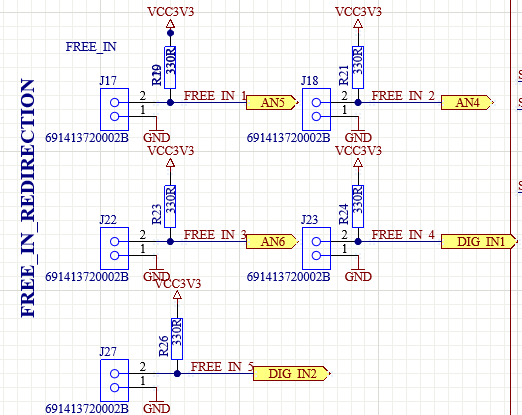 VCC3V3 VCC3V3
FREE_IN
330R R21 330R
J17 J18
2 FREE_IN_1 AN5 2 FREE_IN_2 AN4
1 1
691413720002B GND 691413720002B GND
VCC3V3 VCC3V3
FREE_IN_REDIRECTION
R23 330R R24 330R
J22 J23
2 FREE_IN_3 AN6 2 FREE_IN_4 DIG_IN1
1 1
691413720002B GND 691413720002B GND
VCC3V3
R26 330R
J27
2 FREE_IN_5 DIG_IN2
1
691413720002B GND